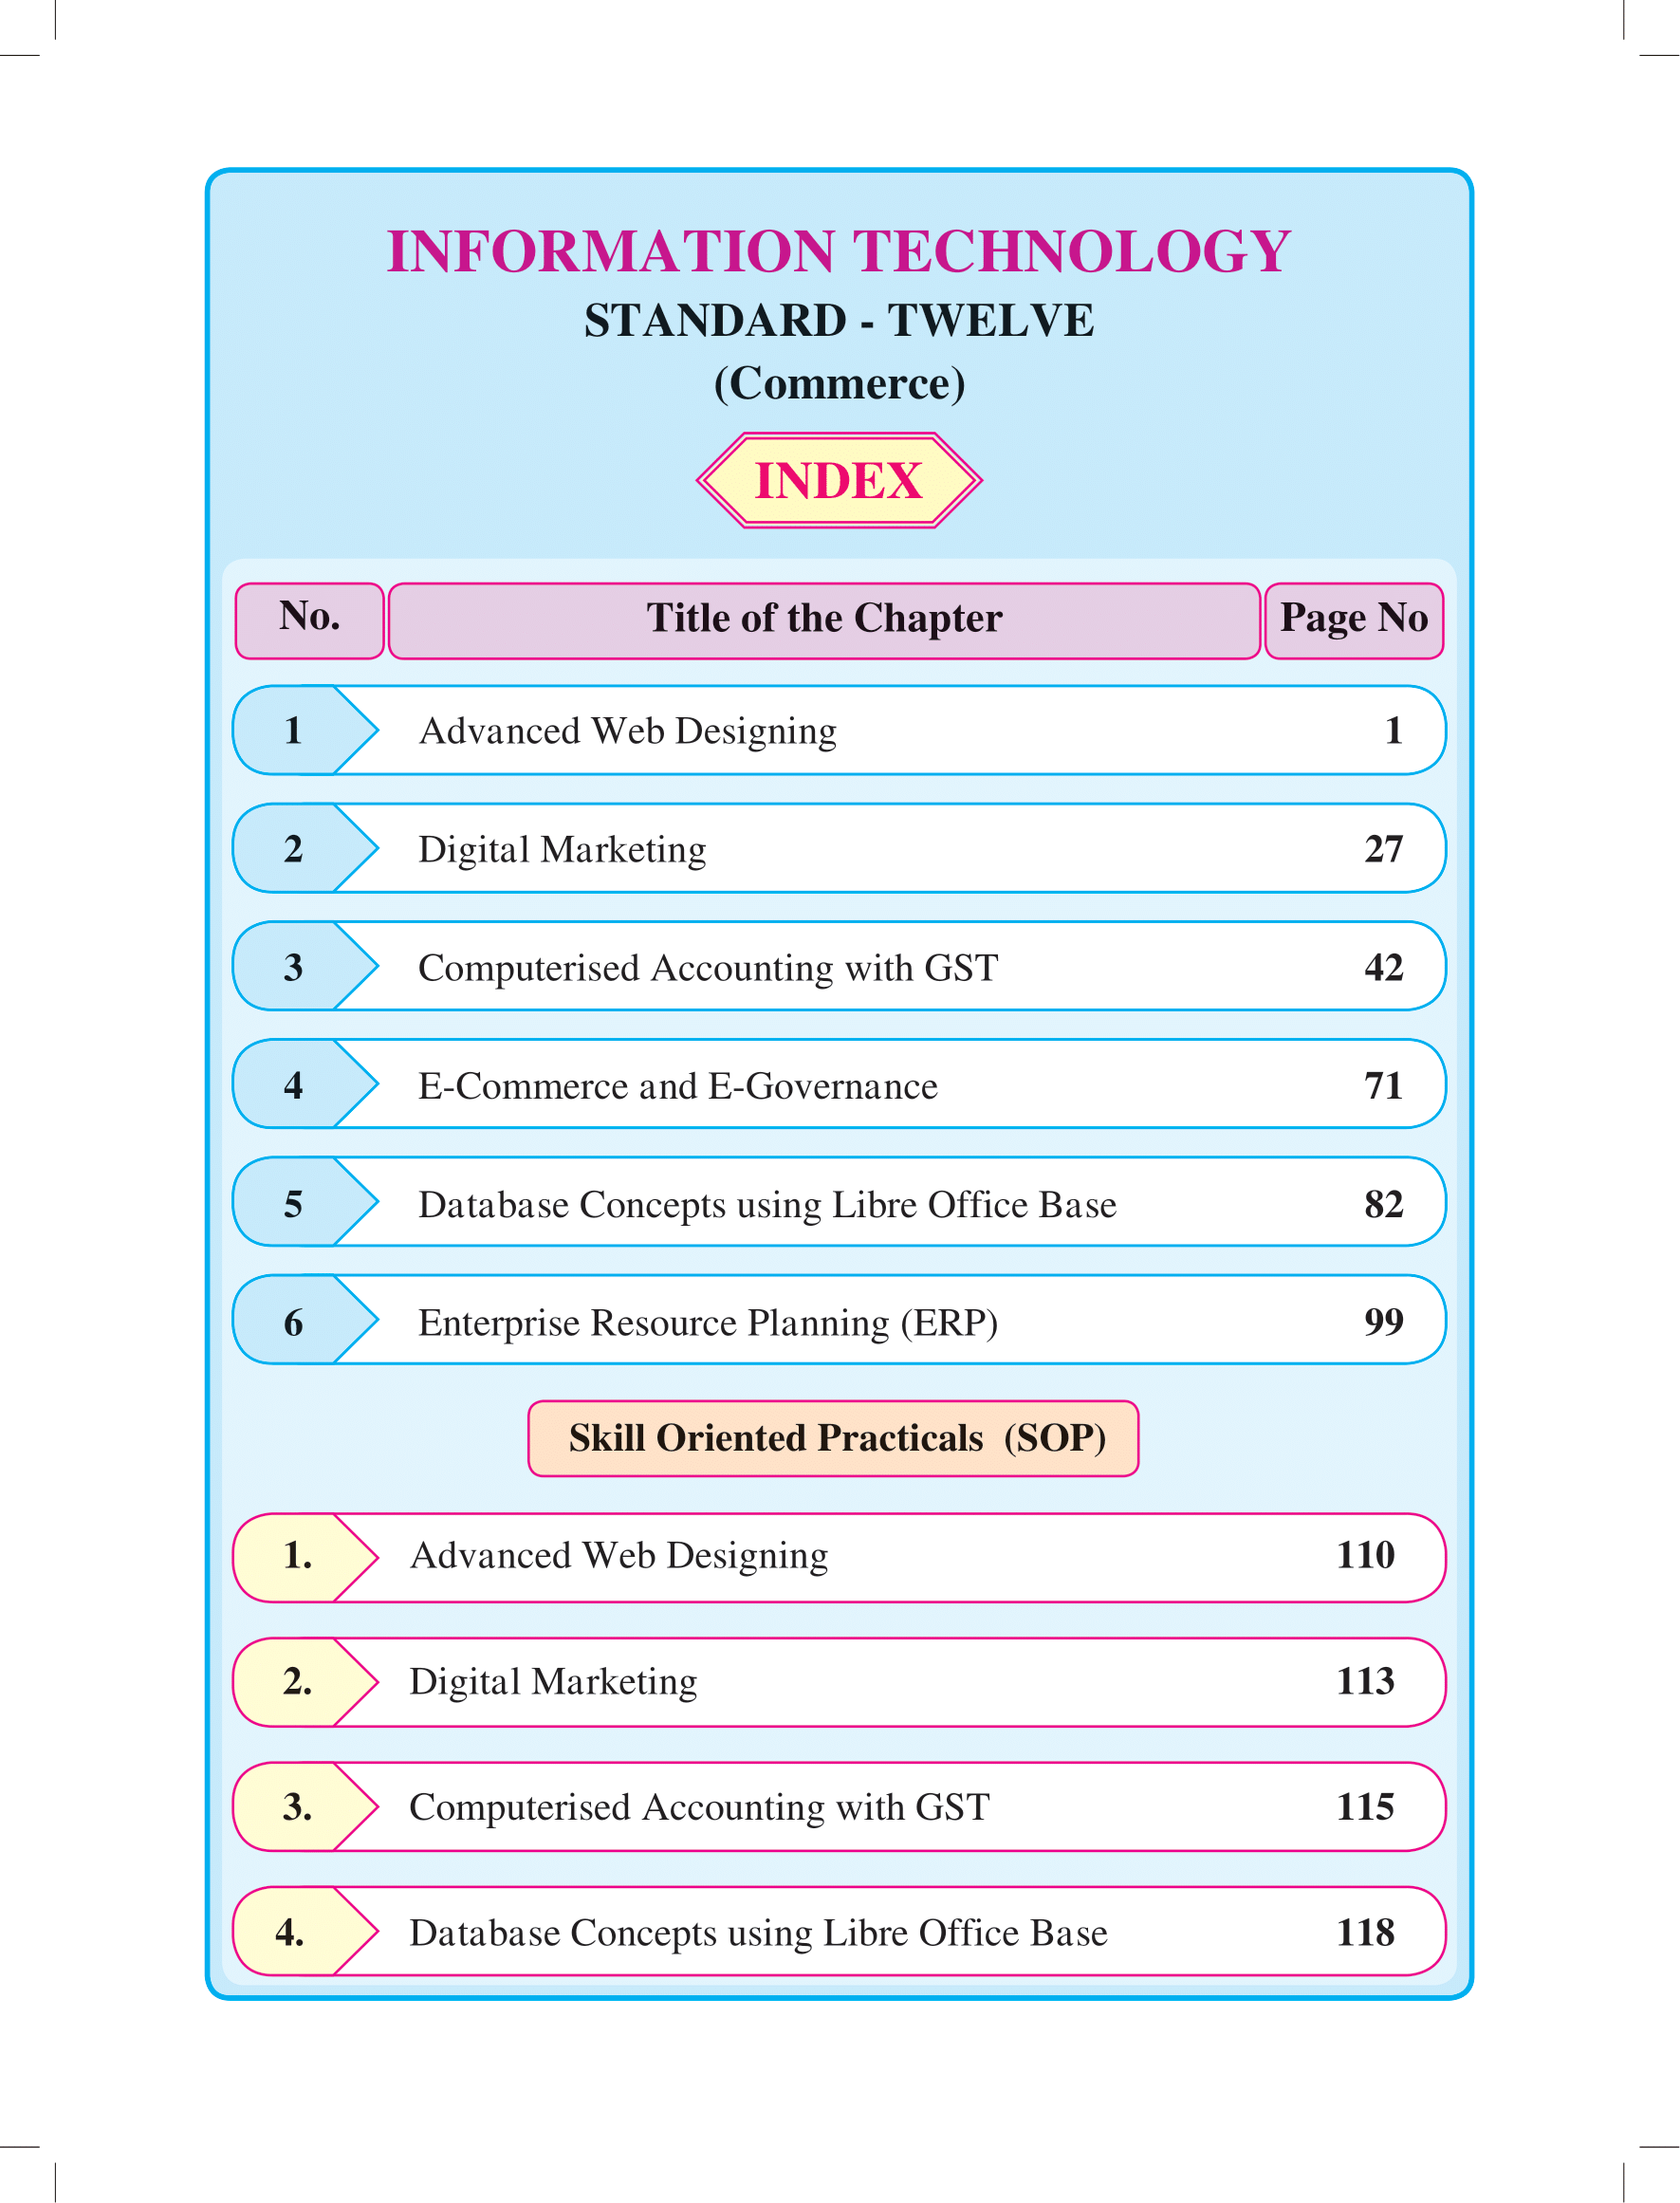 INFORMATION TECHNOLOGY
STANDARD - TWELVE
(Commerce)
INDEX
No. Title of the Chapter Page No
1 Advanced Web Designing 1
2 Digital Marketing 27
3 Computerised Accounting with GST 42
4 E-Commerce and E-Governance 71
5 Database Concepts using Libre Office Base 82
6 Enterprise Resource Planning (ERP) 99
Skill Oriented Practicals (SOP)
1. Advanced Web Designing 110
2. Digital Marketing 113
3. Computerised Accounting with GST 115
4. Database Concepts using Libre Office Base 118